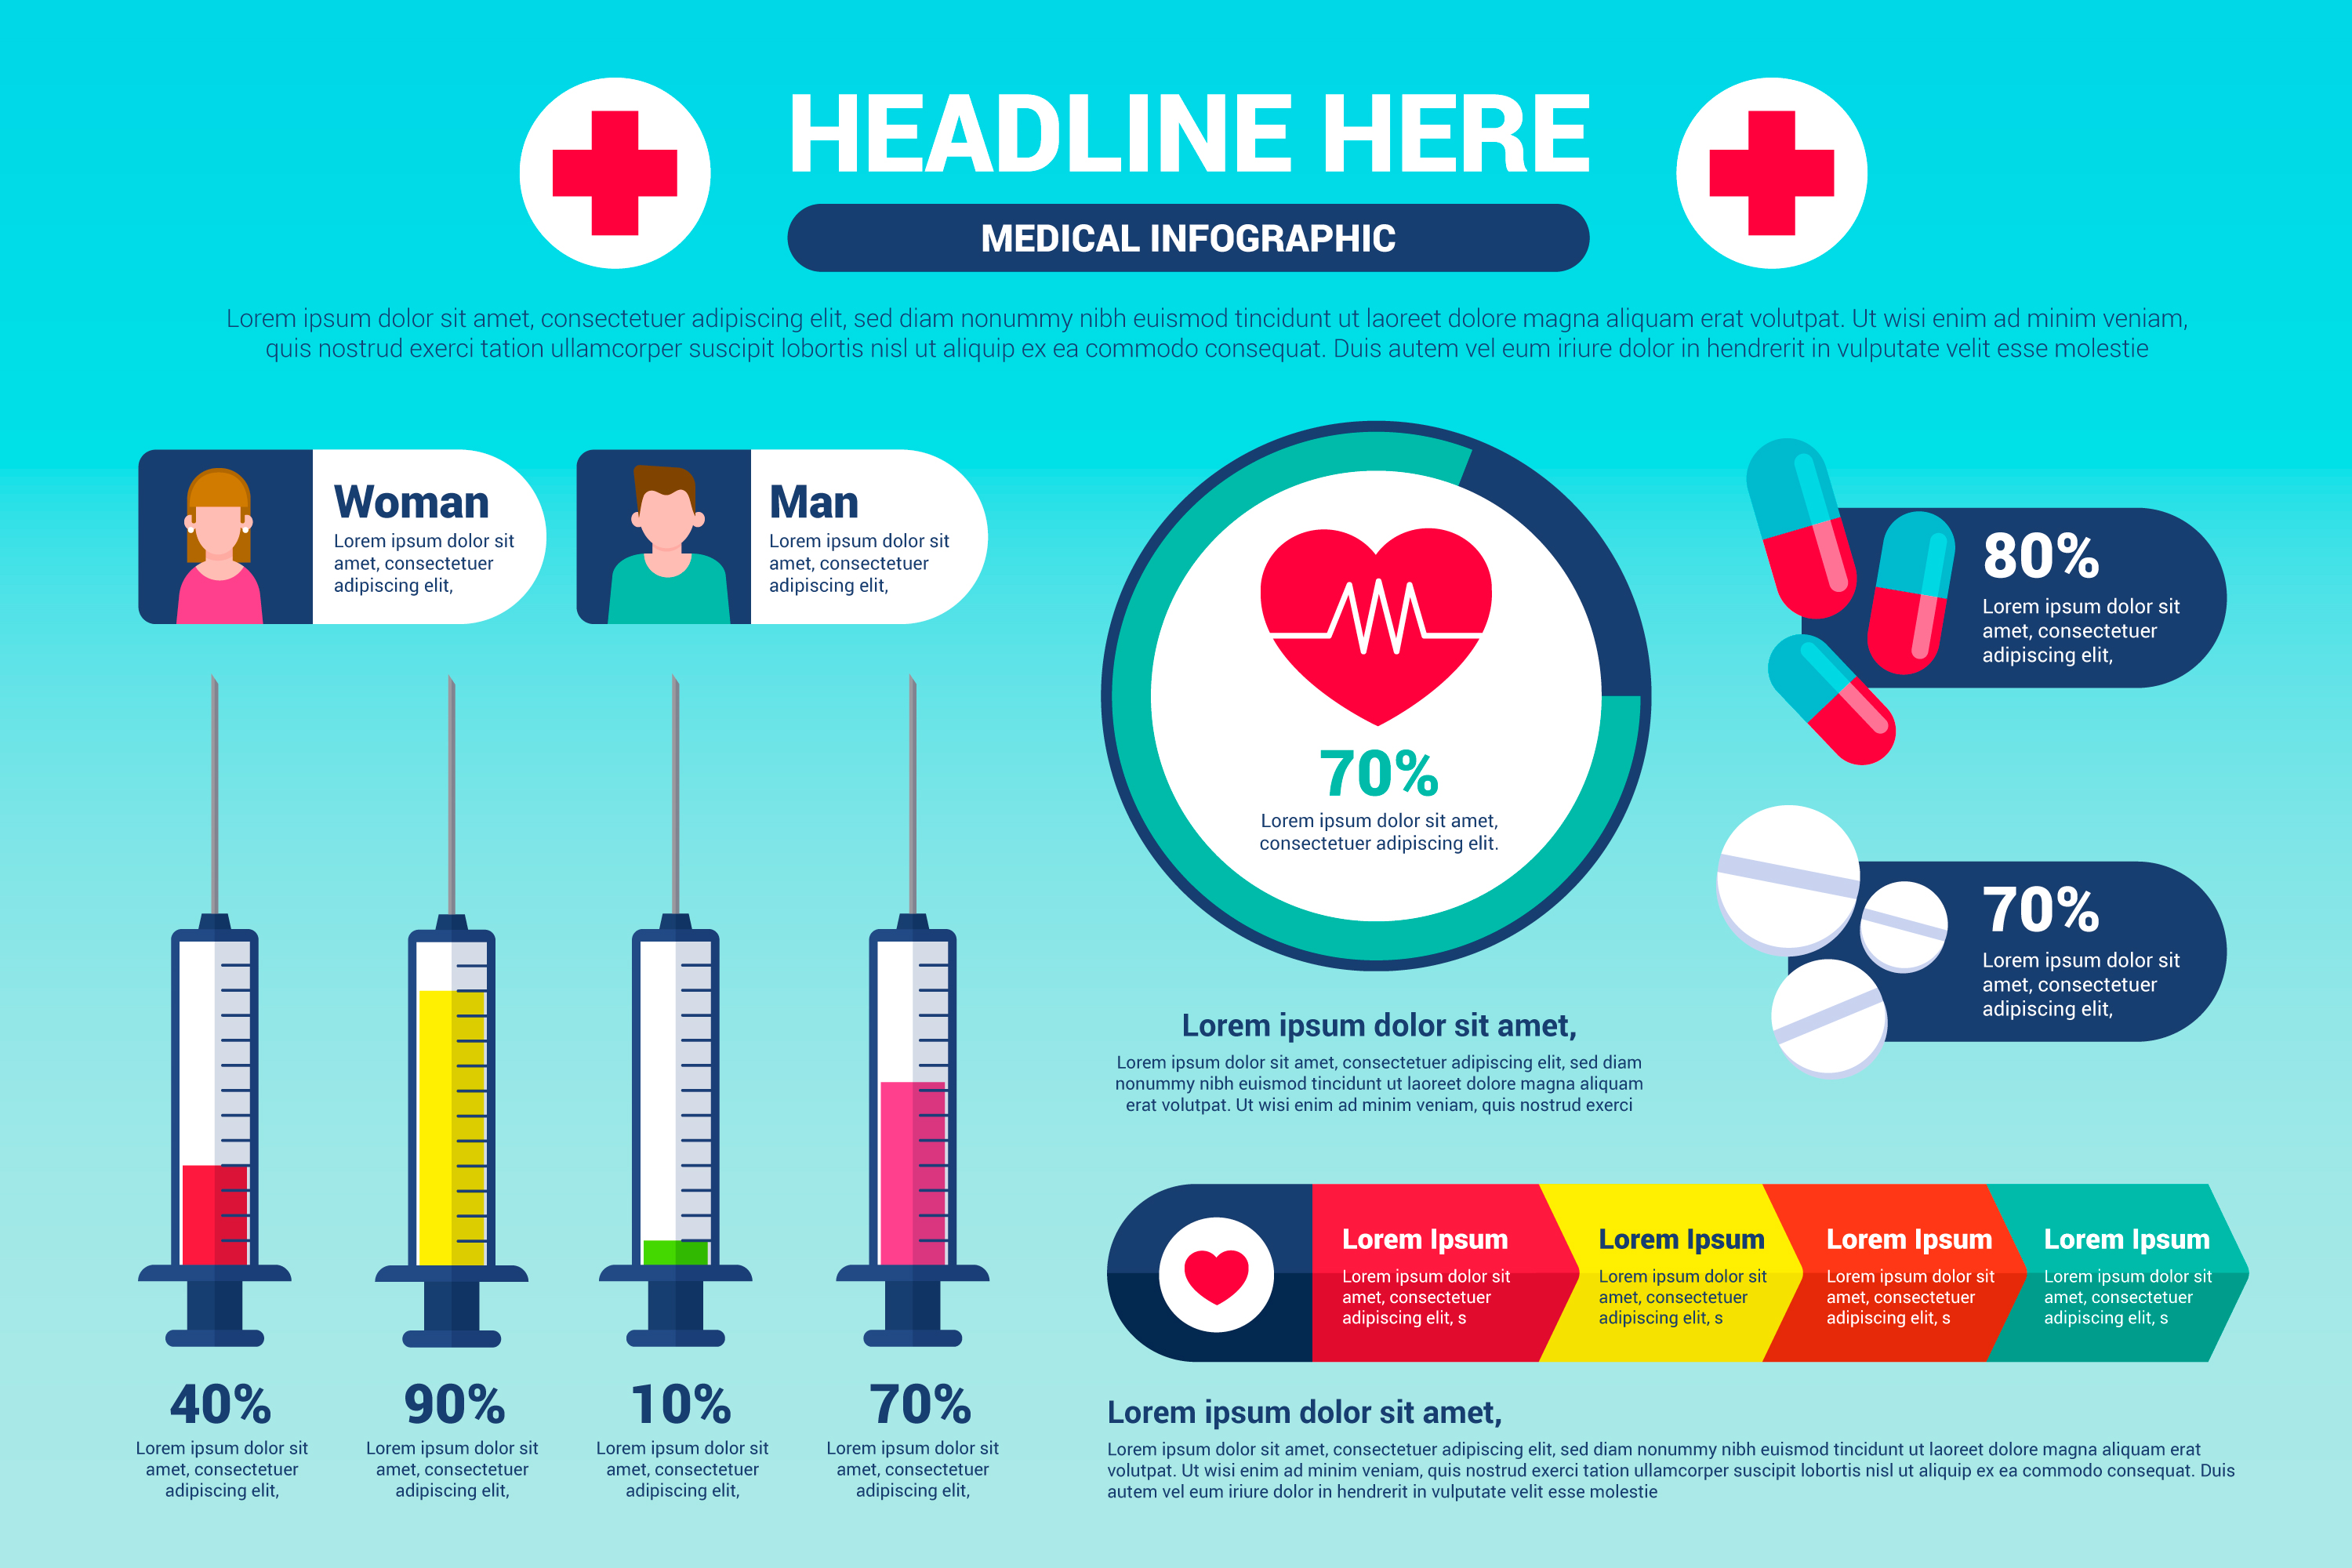 HEADLINE HERE
MEDICAL INFOGRAPHIC
Lorem ipsum dolor sit amet, consectetuer adipiscing elit, sed diam nonummy nibh euismod tincidunt ut laoreet dolore magna aliquam erat volutpat. Ut wisi enim ad minim veniam,
quis nostrud exerci tation ullamcorper suscipit lobortis nisl ut aliquip ex ea commodo consequat. Duis autem vel eum iriure dolor in hendrerit in vulputate velit esse molestie
Woman
Lorem ipsum dolor sit
amet, consectetuer
adipiscing elit,
Man
Lorem ipsum dolor sit
amet, consectetuer
adipiscing elit,
40%
Lorem ipsum dolor sit
amet, consectetuer
adipiscing elit,
90%
Lorem ipsum dolor sit
amet, consectetuer
adipiscing elit,
10%
Lorem ipsum dolor sit
amet, consectetuer
adipiscing elit,
70%
Lorem ipsum dolor sit
amet, consectetuer
adipiscing elit,
70%
Lorem ipsum dolor sit amet,
consectetuer adipiscing elit.
Lorem ipsum dolor sit amet,
Lorem ipsum dolor sit amet, consectetuer adipiscing elit, sed diam
nonummy nibh euismod tincidunt ut laoreet dolore magna aliquam
erat volutpat. Ut wisi enim ad minim veniam, quis nostrud exerci
80%
Lorem ipsum dolor sit
amet, consectetuer
adipiscing elit,
70%
Lorem ipsum dolor sit
amet, consectetuer
adipiscing elit,
Lorem Ipsum
Lorem ipsum dolor sit
amet, consectetuer
adipiscing elit, s
Lorem Ipsum
Lorem ipsum dolor sit
amet, consectetuer
adipiscing elit, s
Lorem Ipsum
Lorem ipsum dolor sit
amet, consectetuer
adipiscing elit, s
Lorem Ipsum
Lorem ipsum dolor sit
amet, consectetuer
adipiscing elit, s
Lorem ipsum dolor sit amet,
Lorem ipsum dolor sit amet, consectetuer adipiscing elit, sed diam nonummy nibh euismod tincidunt ut laoreet dolore magna aliquam erat
volutpat. Ut wisi enim ad minim veniam, quis nostrud exerci tation ullamcorper suscipit lobortis nisl ut aliquip ex ea commodo consequat. Duis
autem vel eum iriure dolor in hendrerit in vulputate velit esse molestie